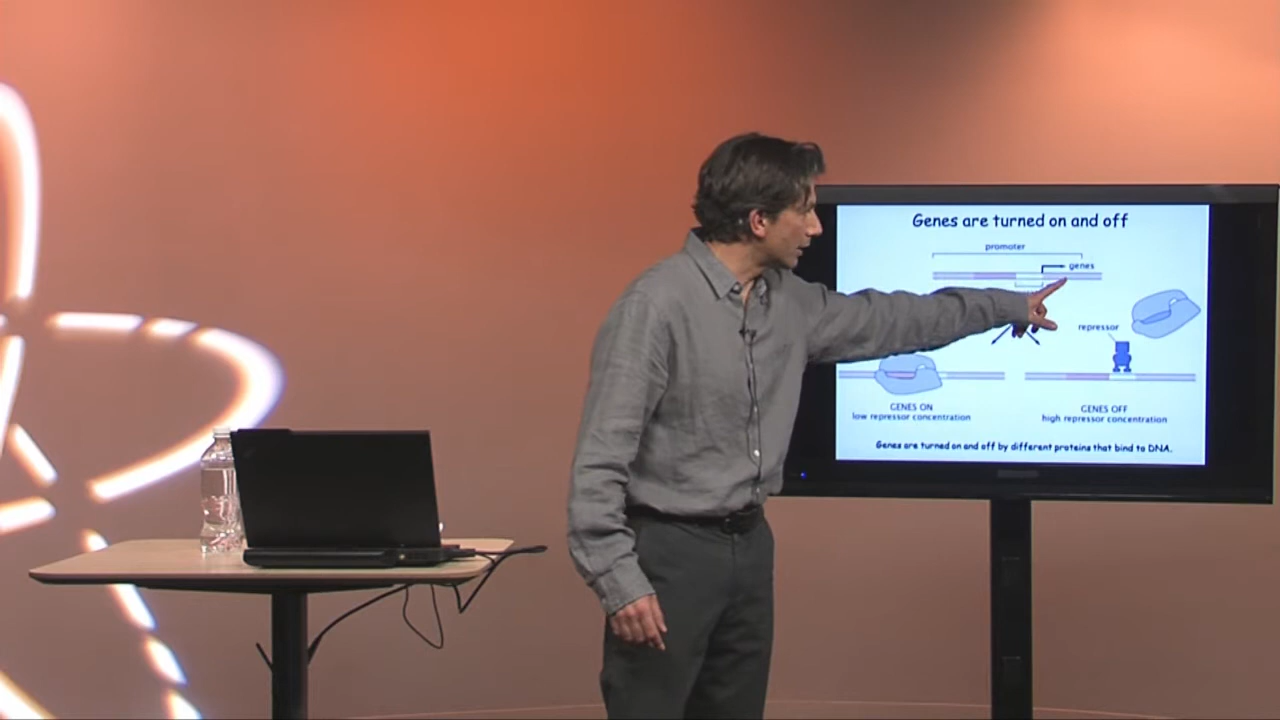 Genes are turned on and off
promoter
genes
repressor
GENES ON
low repressor concentration
GENES OFF
high repressor concentration
Genes are turned on and off by different proteins that bind to DNA.